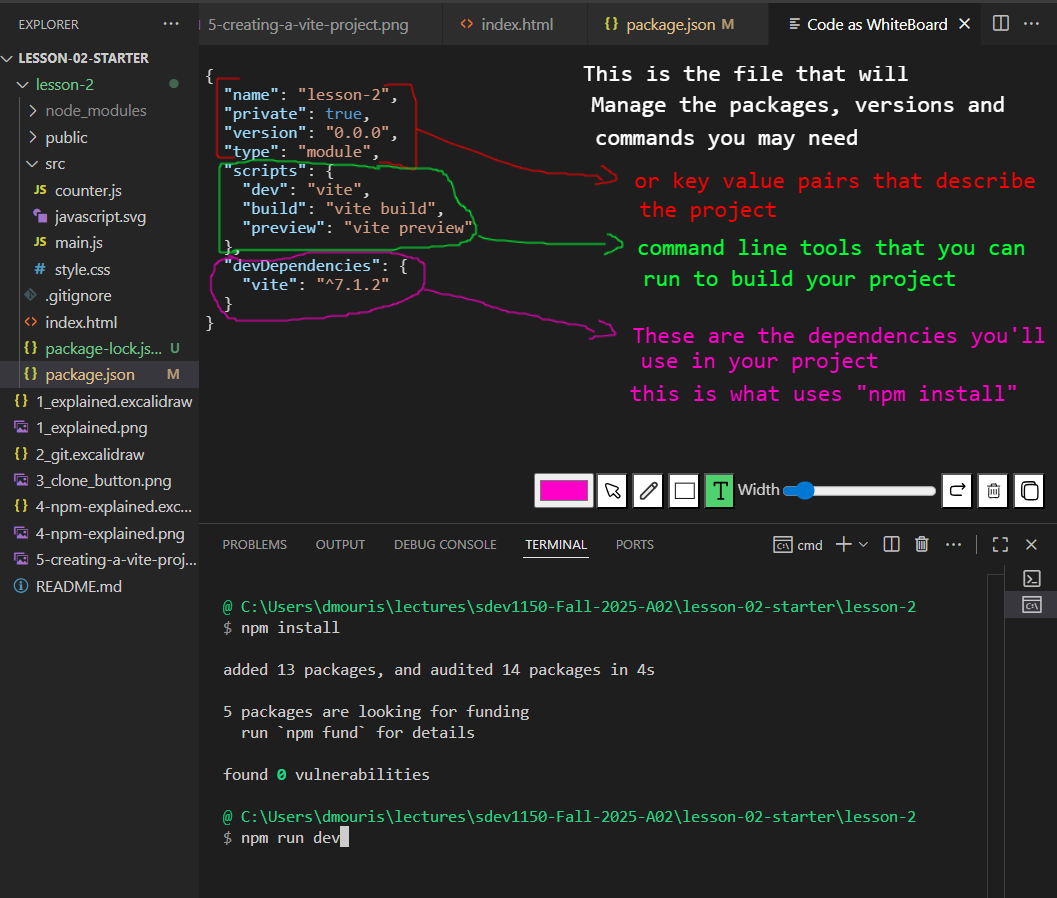 EXPLORER ...
LESSON-02-STARTER
lesson-2
node_modules
public
src
JS counter.js
javascript.svg
JS main.js
# style.css
.gitignore
<> index.html
{} package-lock.js... U
{} package.json M
{} 1_explained.excalidraw
1_explained.png
{} 2_git.excalidraw
3_clone_button.png
{} 4-npm-explained.exc...
4-npm-explained.png
5-creating-a-vite-proj...
README.md
5-creating-a-vite-project.png
<> index.html
{} package.json M
Code as WhiteBoard
{
"name": "lesson-2",
"private": true,
"version": "0.0.0",
"type": "module",
"scripts": {
"dev": "vite",
"build": "vite build",
"preview": "vite preview"
},
"devDependencies": {
"vite": "^7.1.2"
}
}
This is the file that will
Manage the packages, versions and
commands you may need
or key value pairs that describe
the project
command line tools that you can
run to build your project
These are the dependencies you'll
use in your project
this is what uses "npm install"
T Width
PROBLEMS OUTPUT DEBUG CONSOLE TERMINAL PORTS
cmd
@ C:\Users\dmouris\lectures\sdev1150-Fall-2025-A02\lesson-02-starter\lesson-2
$ npm install
added 13 packages, and audited 14 packages in 4s
5 packages are looking for funding
run `npm fund` for details
found 0 vulnerabilities
@ C:\Users\dmouris\lectures\sdev1150-Fall-2025-A02\lesson-02-starter\lesson-2
$ npm run dev